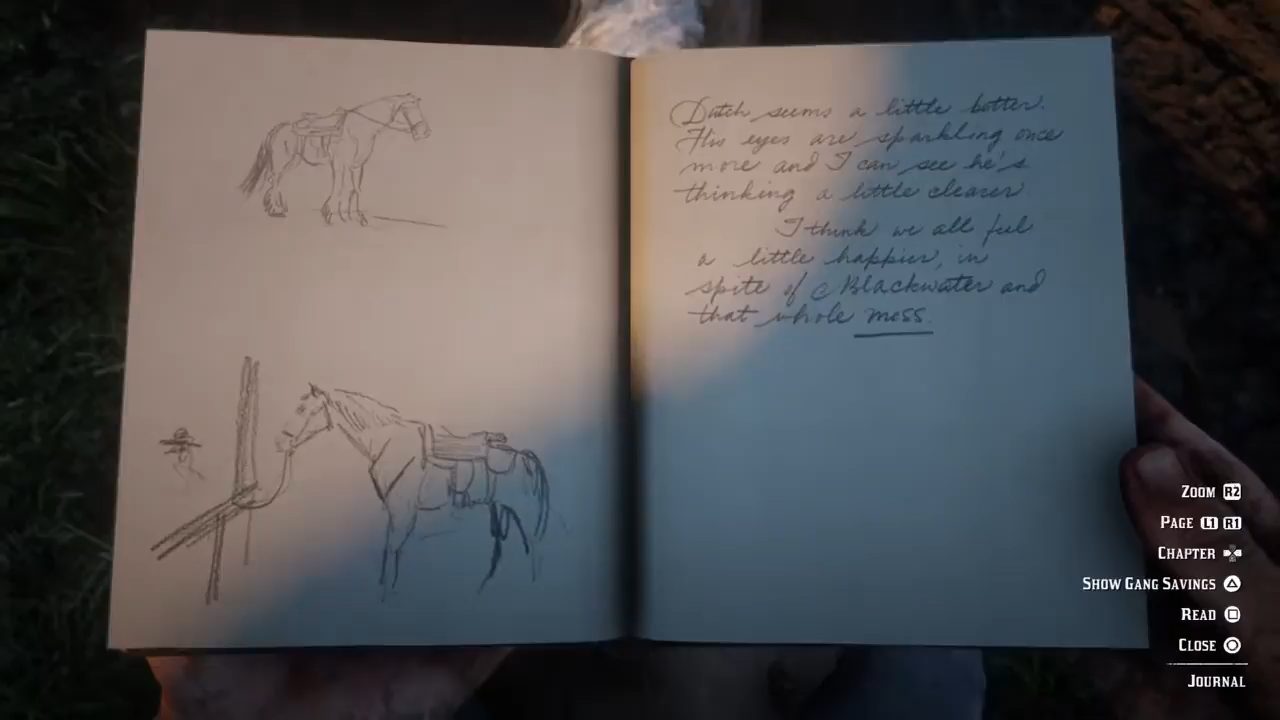 Dutch seems a little better.
His eyes are sparkling once
more and I can see he's
thinking a little clearer.
I think we all feel
a little happier, in
spite of Blackwater and
that whole mess.
ZOOM R2
PAGE L1 R1
CHAPTER
SHOW GANG SAVINGS
READ
CLOSE
JOURNAL